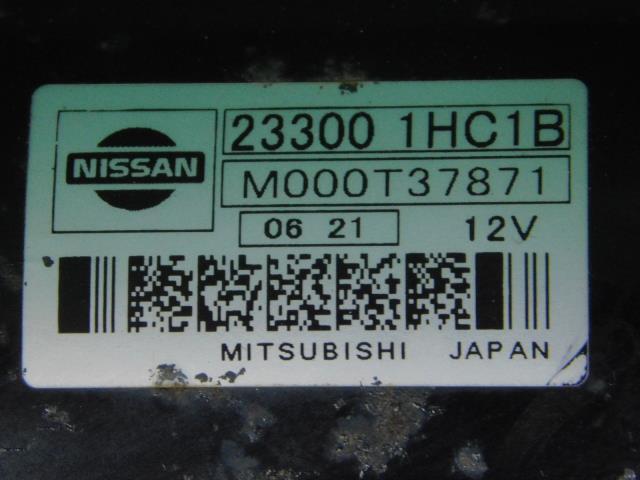 NISSAN
23300 1HC1B
M000T37871
06 21 12V
MITSUBISHI JAPAN